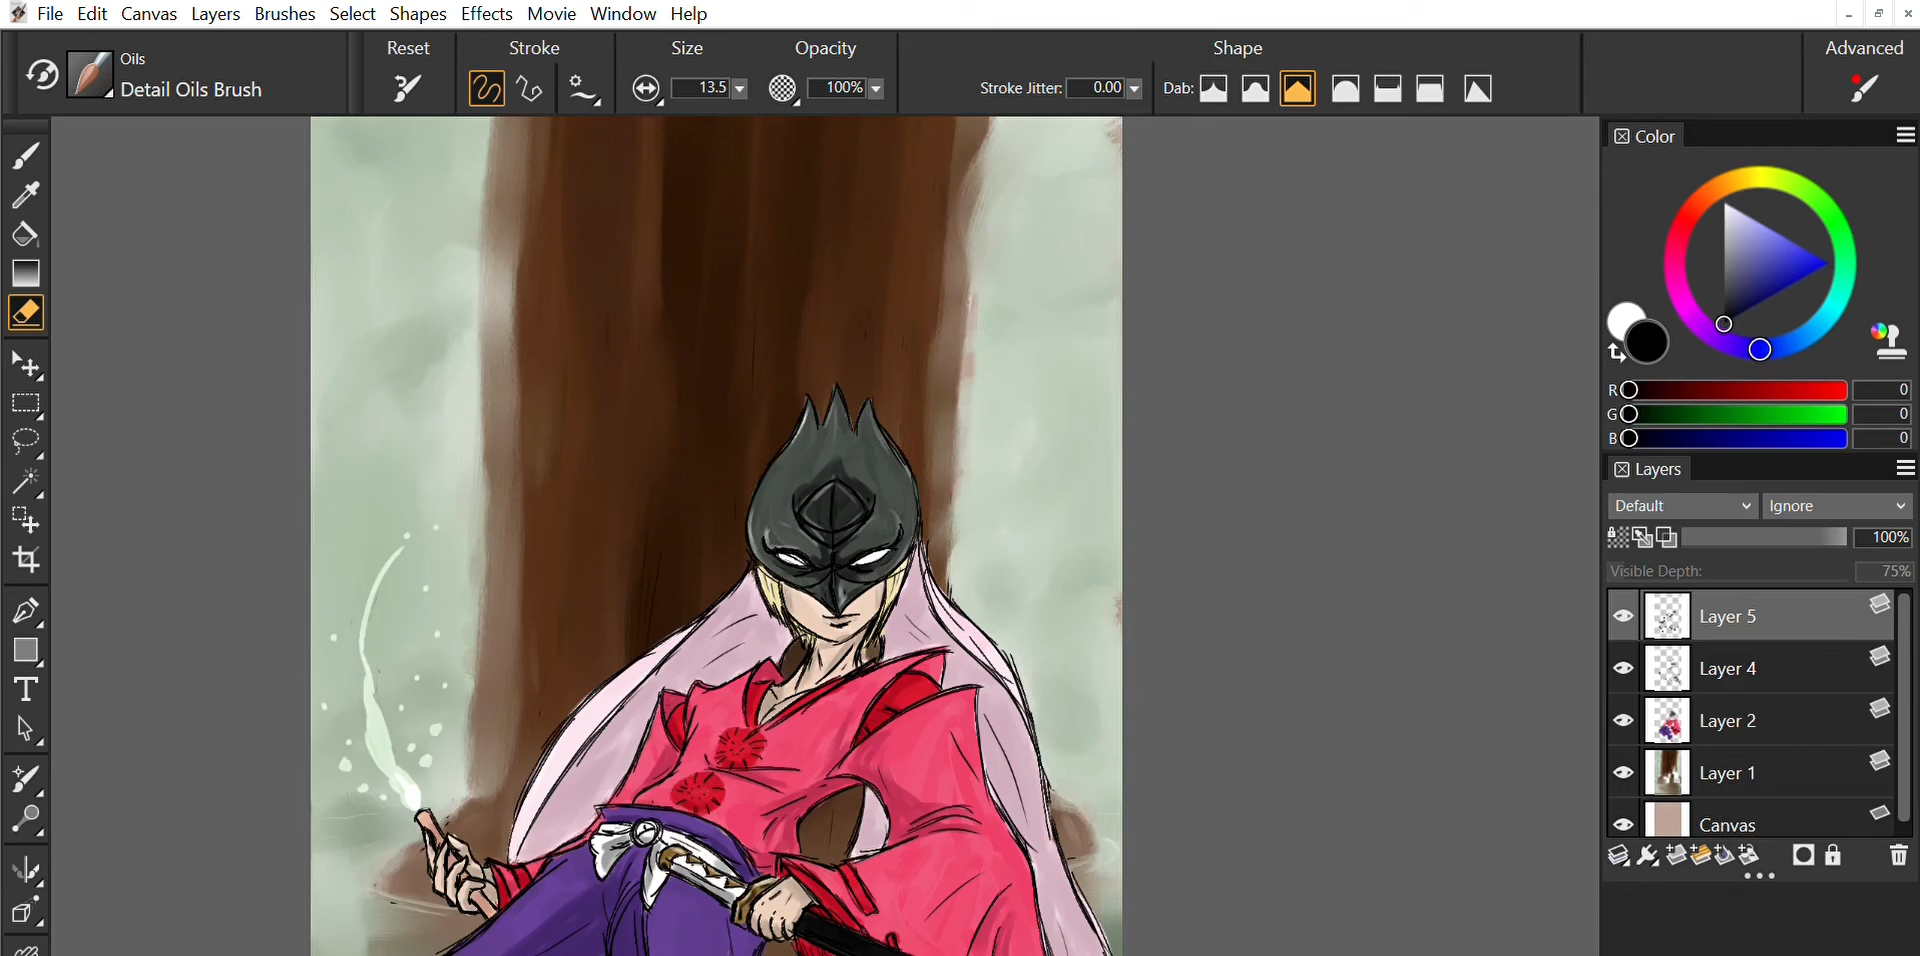 File Edit Canvas Layers Brushes Select Shapes Effects Movie Window Help
Reset Stroke Size Opacity Shape Advanced
Oils
Detail Oils Brush
13.5 100% Stroke Jitter: 0.00 Dab:
Color
R 0
G 0
B 0
Layers
Default Ignore
100%
Visible Depth: 75%
Layer 5
Layer 4
Layer 2
Layer 1
Canvas
T